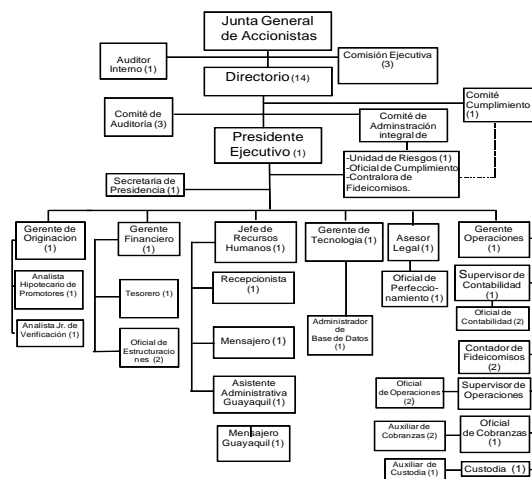 Junta General
de Accionistas
Auditor
Interno (1)
Comisión Ejecutiva
(3)
Directorio (14)
Comité
Cumplimiento
(1)
Comité de
Auditoría (3)
Comité de
Adminstración
integral de
Presidente
Ejecutivo (1)
-Unidad de Riesgos (1)
-Oficial de Cumplimiento
-Contralora de
Fideicomisos.
Secretaria de
Presidencia (1)
Gerente de
Originacion (1)
Gerente
Financiero
(1)
Jefe de
Recursos
Humanos (1)
Gerente de
Tecnología (1)
Asesor
Legal (1)
Gerente
Operaciones (1)
Analista
Hipotecario de
Promotores (1)
Tesorero (1)
Recepcionista
(1)
Oficial de
Perfeccio-
namiento (1)
Supervisor de
Contabilidad
(1)
Oficial de
Contabilidad (2)
Analista Jr. de
Verificación (1)
Oficial de
Estructuracio
nes (2)
Mensajero (1)
Administrador
de Base de Datos
(1)
Contador de
Fideicomisos
(2)
Asistente
Administrativa
Guayaquil (1)
Oficial
de Operaciones
(2)
Supervisor de
Operaciones
Mensajero
Guayaquil (1)
Auxiliar de
Cobranzas (2)
Oficial
de Cobranzas
(1)
Auxiliar de
Custodia (1)
Custodia (1)